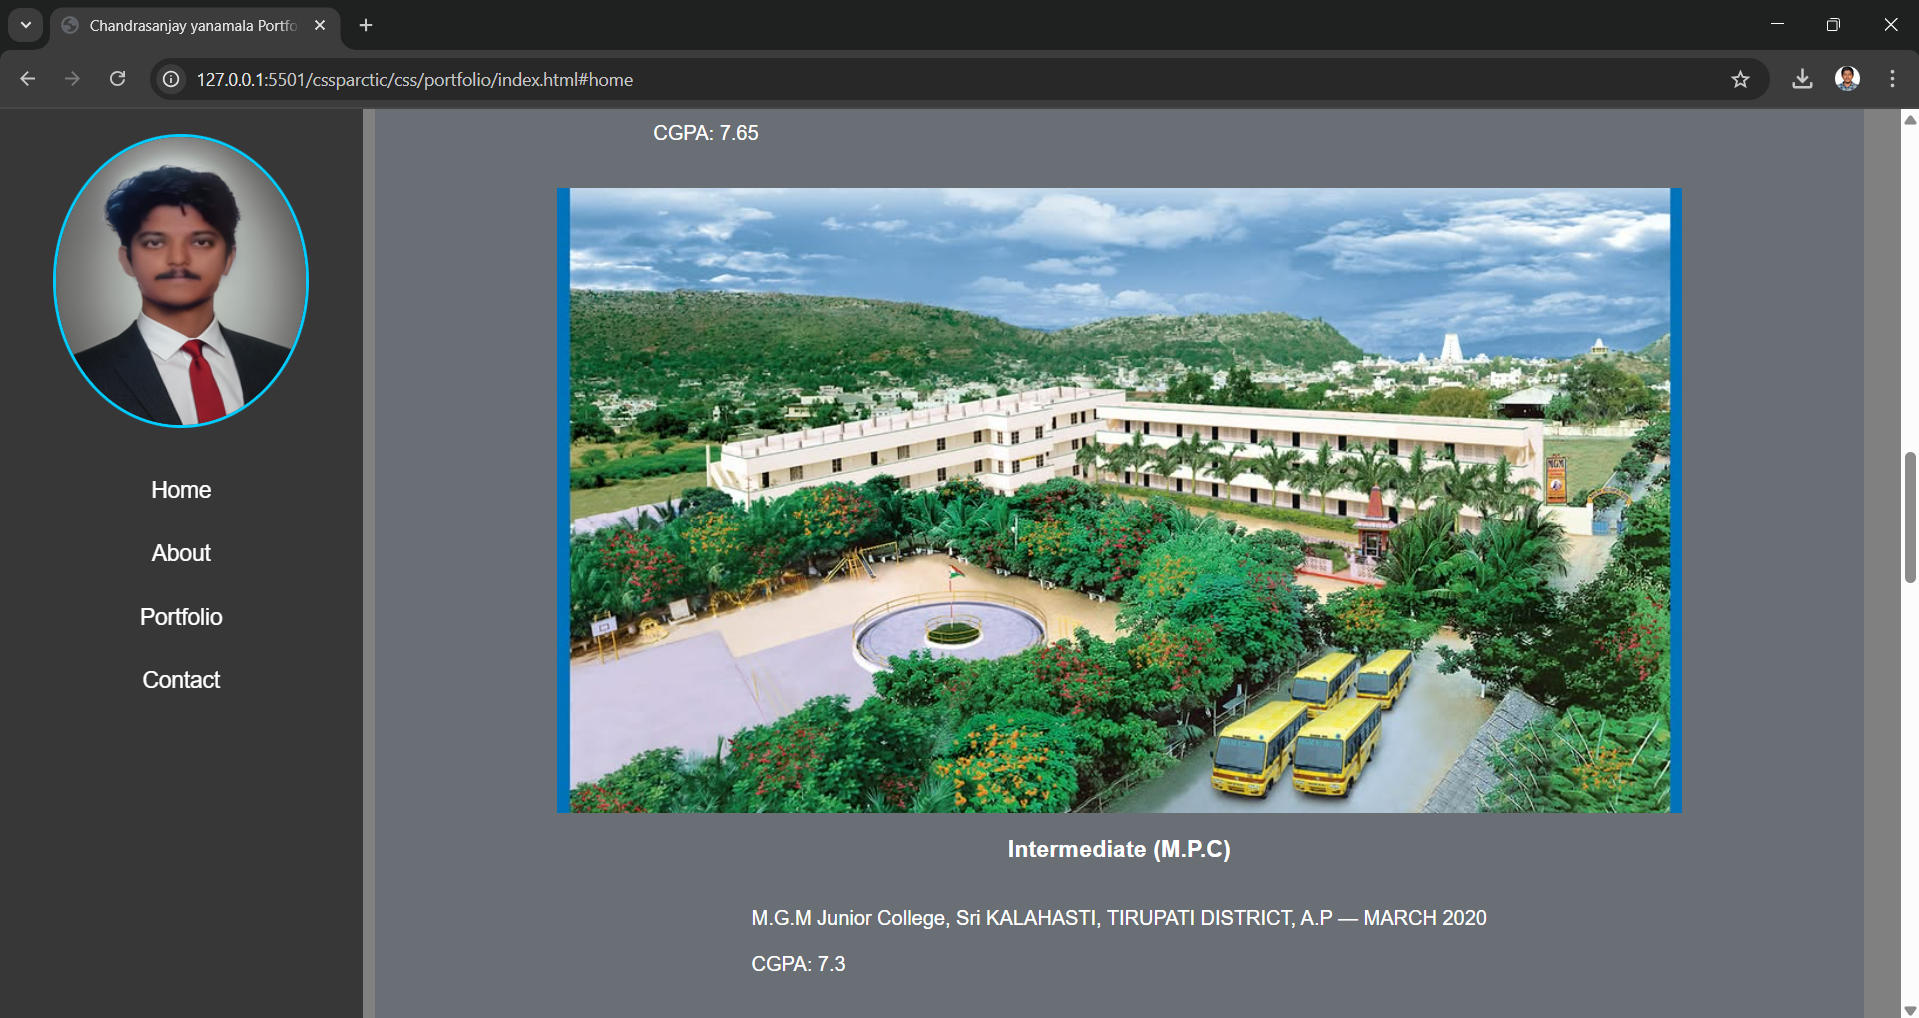 Chandrasanjay yanamala Portfo
127.0.0.1:5501/cssparctic/css/portfolio/index.html#home
CGPA: 7.65
Home
About
Portfolio
Contact
MGM
Intermediate (M.P.C)
M.G.M Junior College, Sri KALAHASTI, TIRUPATI DISTRICT, A.P — MARCH 2020
CGPA: 7.3